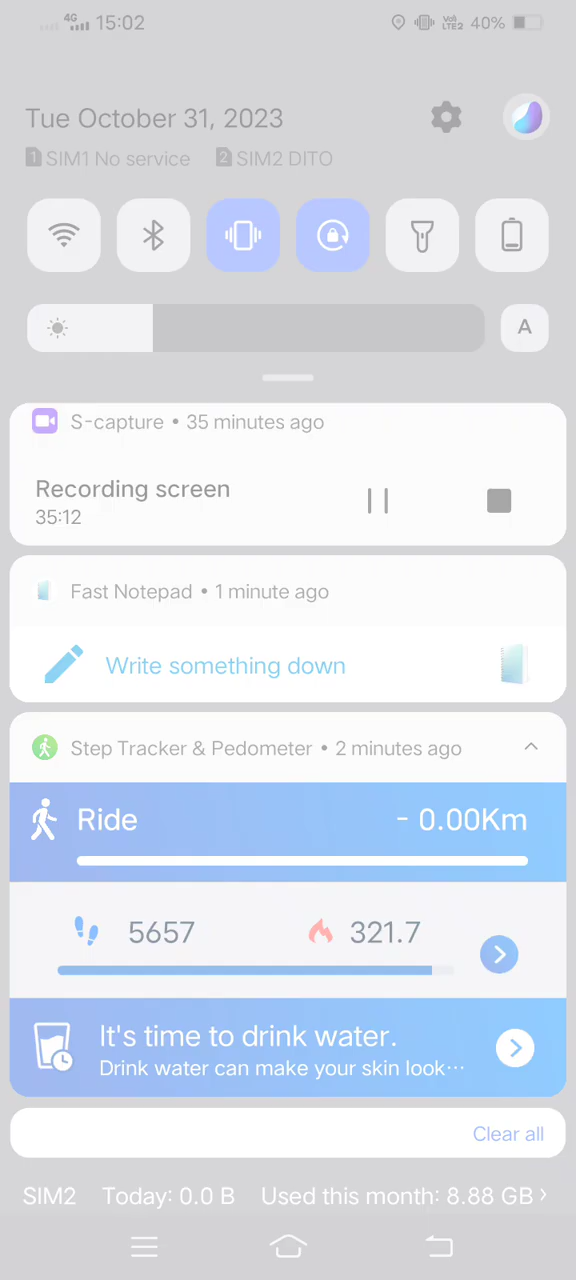 4G 15:02 Vo) LTE2 40%
Tue October 31, 2023
1 SIM1 No service 2 SIM2 DITO
A
S-capture • 35 minutes ago
Recording screen
35:12
Fast Notepad • 1 minute ago
Write something down
Step Tracker & Pedometer • 2 minutes ago
Ride - 0.00Km
5657 321.7
It's time to drink water.
Drink water can make your skin look···
Clear all
SIM2 Today: 0.0 B Used this month: 8.88 GB